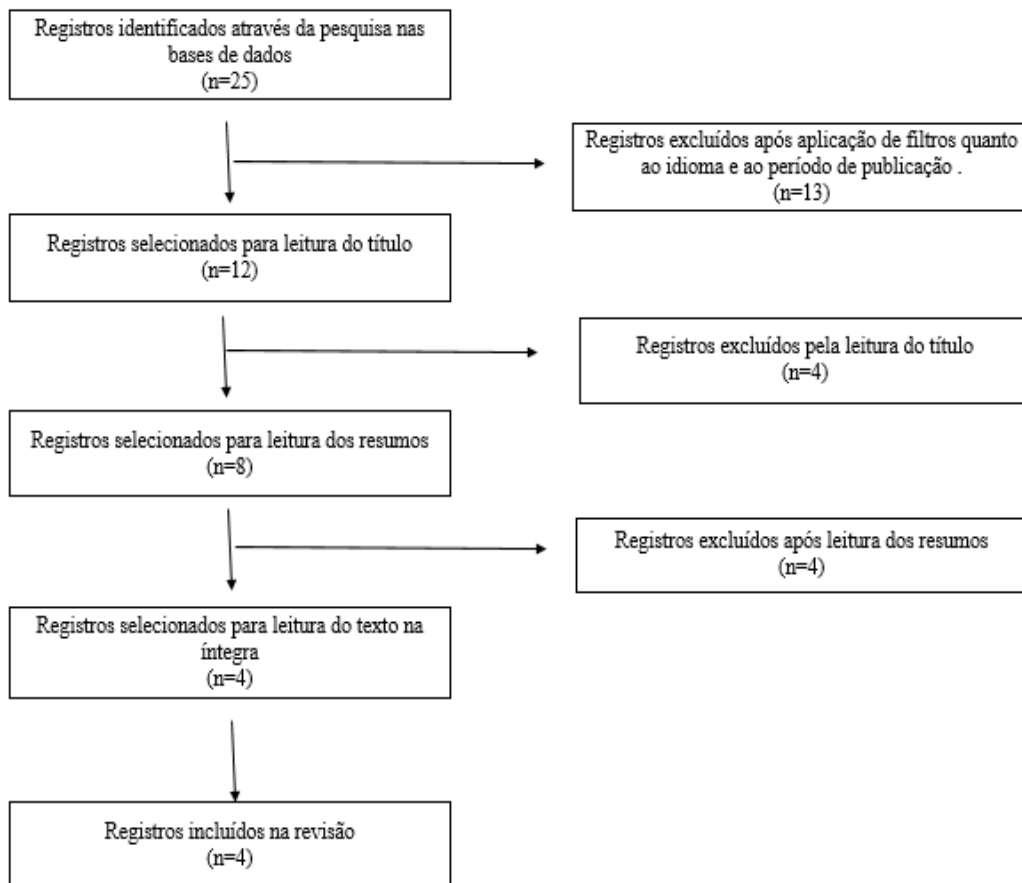 Registros identificados através da pesquisa nas
bases de dados
(n=25)
Registros excluídos após aplicação de filtros quanto
ao idioma e ao período de publicação .
(n=13)
Registros selecionados para leitura do título
(n=12)
Registros excluídos pela leitura do título
(n=4)
Registros selecionados para leitura dos resumos
(n=8)
Registros excluídos após leitura dos resumos
(n=4)
Registros selecionados para leitura do texto na
íntegra
(n=4)
Registros incluídos na revisão
(n=4)